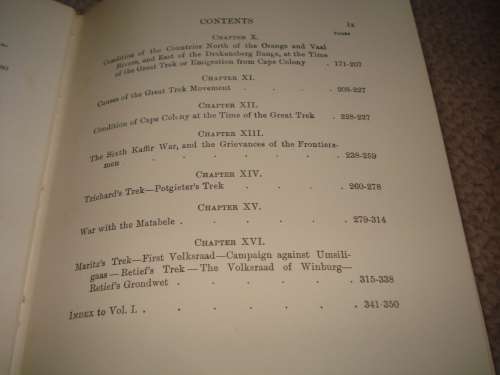 CONTENTS ix
PAGES
CHAPTER X.
Condition of the Countries North of the Orange and Vaal
Rivers, and East of the Drakensberg Range, at the Time
of the Great Trek or Emigration from Cape Colony . 171-207
CHAPTER XI.
Causes of the Great Trek Movement . . . . 208-227
CHAPTER XII.
Condition of Cape Colony at the Time of the Great Trek . 228-237
CHAPTER XIII.
The Sixth Kaffir War, and the Grievances of the Frontiers-
men . . . . . . . 238-259
CHAPTER XIV.
Trichard's Trek—Potgieter's Trek . . . . 260-278
CHAPTER XV.
War with the Matabele . . . . . 279-314
CHAPTER XVI.
Maritz's Trek—First Volksraad—Campaign against Umsili-
gaas—Retief's Trek—The Volksraad of Winburg—
Retief's Grondwet . . . . . 315-338
INDEX TO VOL. I. . . . . . . 341-350